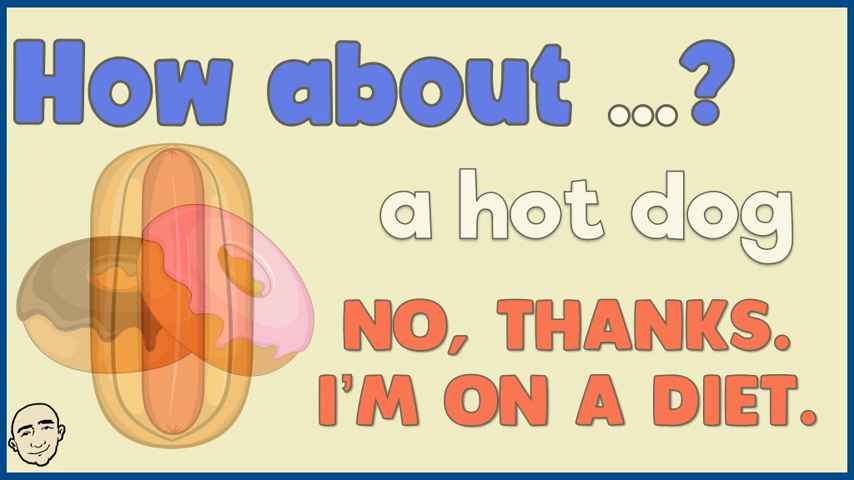 How about ...?
a hot dog
NO, THANKS.
I'M ON A DIET.